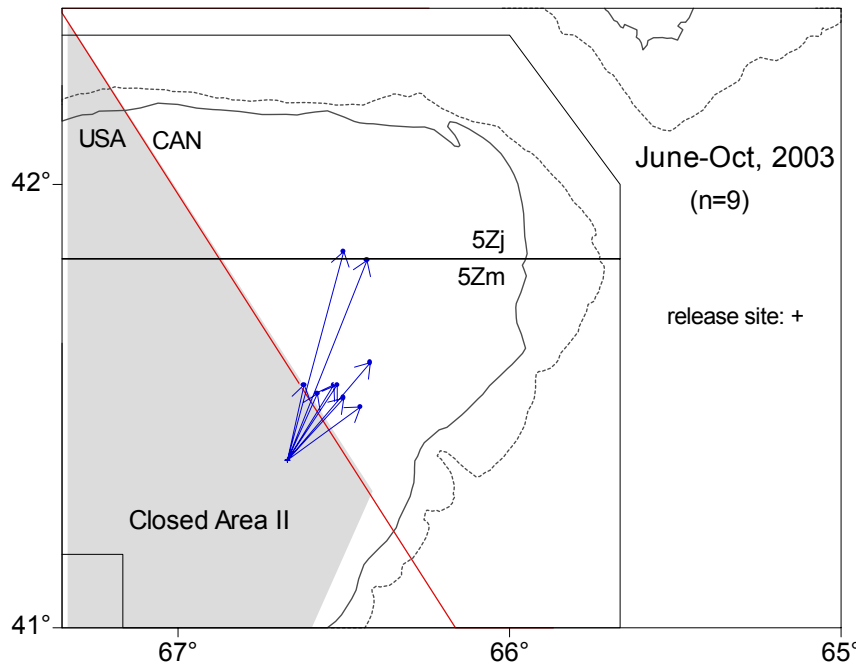 USA
CAN
June-Oct, 2003
(n=9)
42°
5Zj
5Zm
release site: +
Closed Area II
41°
67°
66°
65°